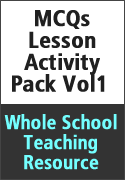 MCQs
Lesson
Activity
Pack Vol1
Whole School
Teaching
Resource